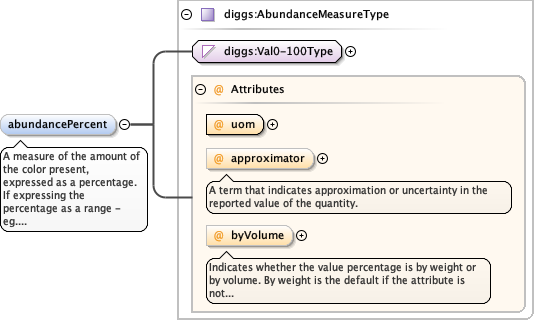 diggs:AbundanceMeasureType
diggs:Val0-100Type
@ Attributes
abundancePercent
A measure of the amount of
the color present,
expressed as a percentage.
If expressing the
percentage as a range -
eg....
@ uom
@ approximator
A term that indicates approximation or uncertainty in the
reported value of the quantity.
@ byVolume
Indicates whether the value percentage is by weight or
by volume. By weight is the default if the attribute is
not...